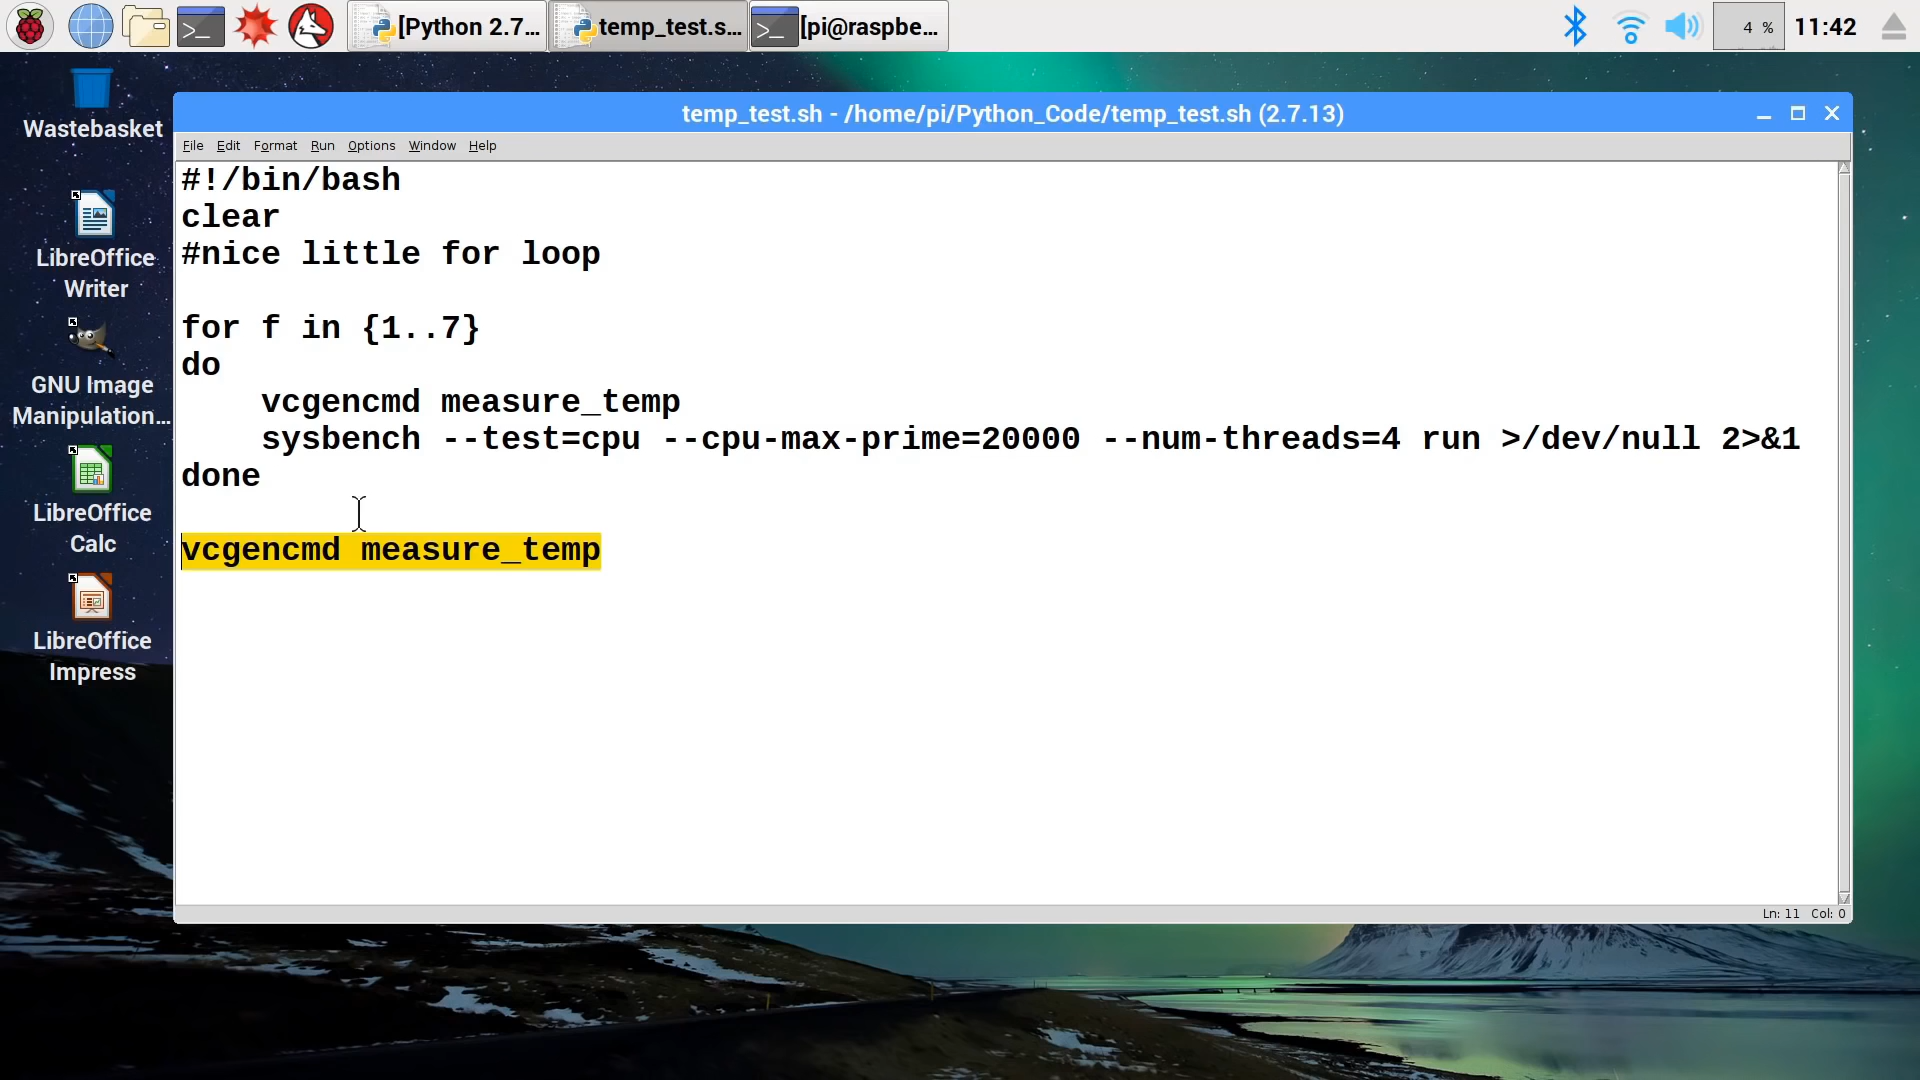 [Python 2.7...
temp_test.s...
[pi@raspbe...
4 %
11:42
Wastebasket
LibreOffice
Writer
GNU Image
Manipulation...
LibreOffice
Calc
LibreOffice
Impress
temp_test.sh - /home/pi/Python_Code/temp_test.sh (2.7.13)
File Edit Format Run Options Window Help
#!/bin/bash
clear
#nice little for loop
for f in {1..7}
do
    vcgencmd measure_temp
    sysbench --test=cpu --cpu-max-prime=20000 --num-threads=4 run >/dev/null 2>&1
done
vcgencmd measure_temp
Ln: 11 Col: 0